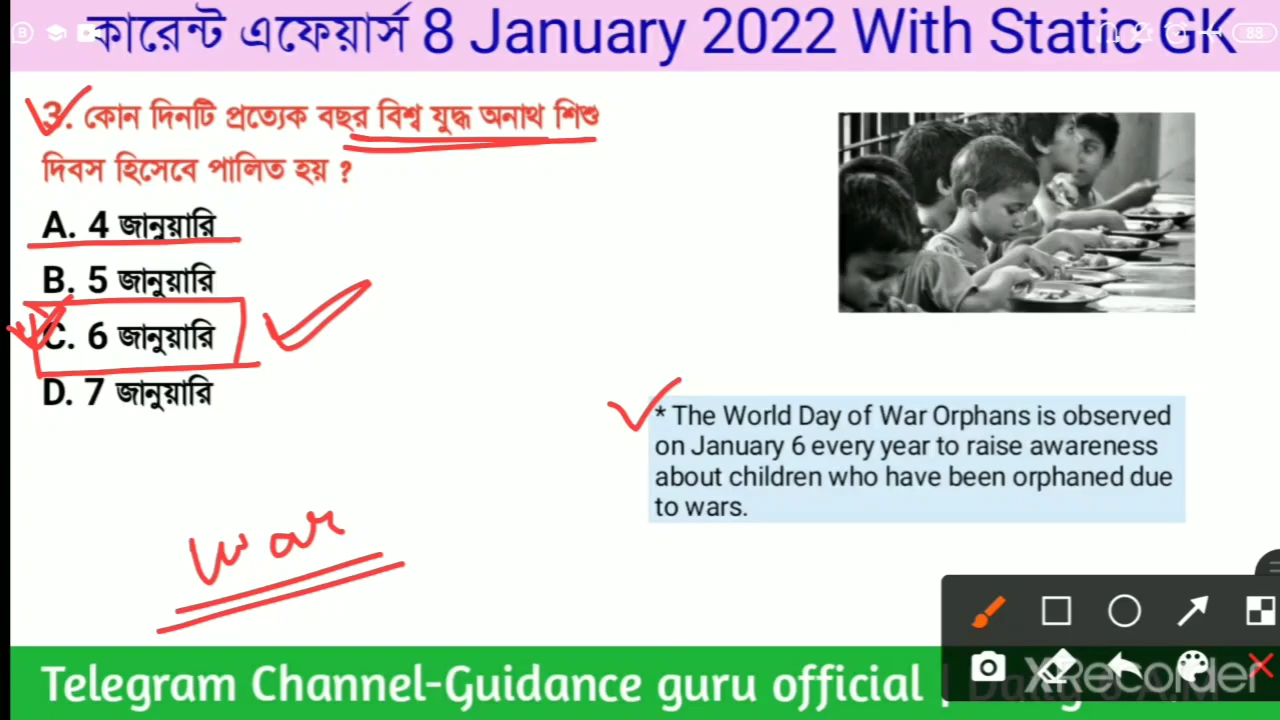 কারেন্ট এফেয়ার্স 8 January 2022 With Static GK
88
3. কোন দিনটি প্রত্যেক বছর বিশ্ব যুদ্ধ অনাথ শিশু
দিবস হিসেবে পালিত হয় ?
A. 4 জানুয়ারি
B. 5 জানুয়ারি
C. 6 জানুয়ারি
D. 7 জানুয়ারি
* The World Day of War Orphans is observed
on January 6 every year to raise awareness
about children who have been orphaned due
to wars.
war
Telegram Channel-Guidance guru official |
XRecorder